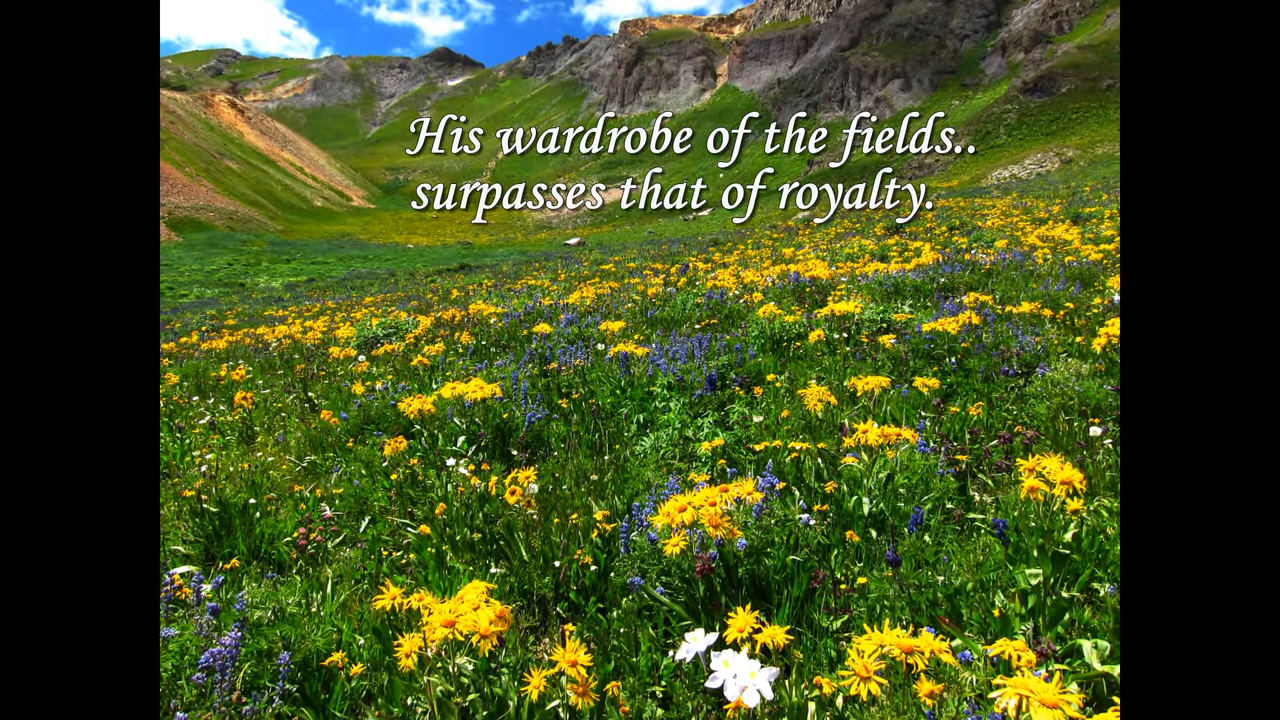 His wardrobe of the fields..
surpasses that of royalty.